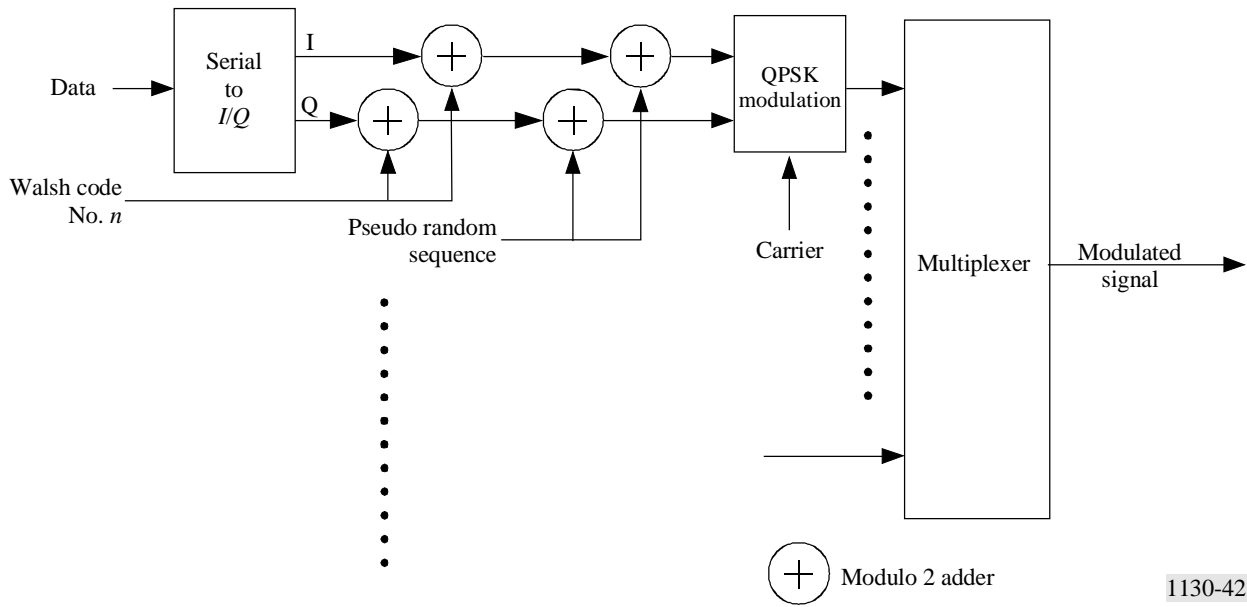 Data
Serial
to
I/Q
I
Q
Walsh code
No. n
Pseudo random
sequence
QPSK
modulation
Carrier
Multiplexer
Modulated
signal
Modulo 2 adder
1130-42